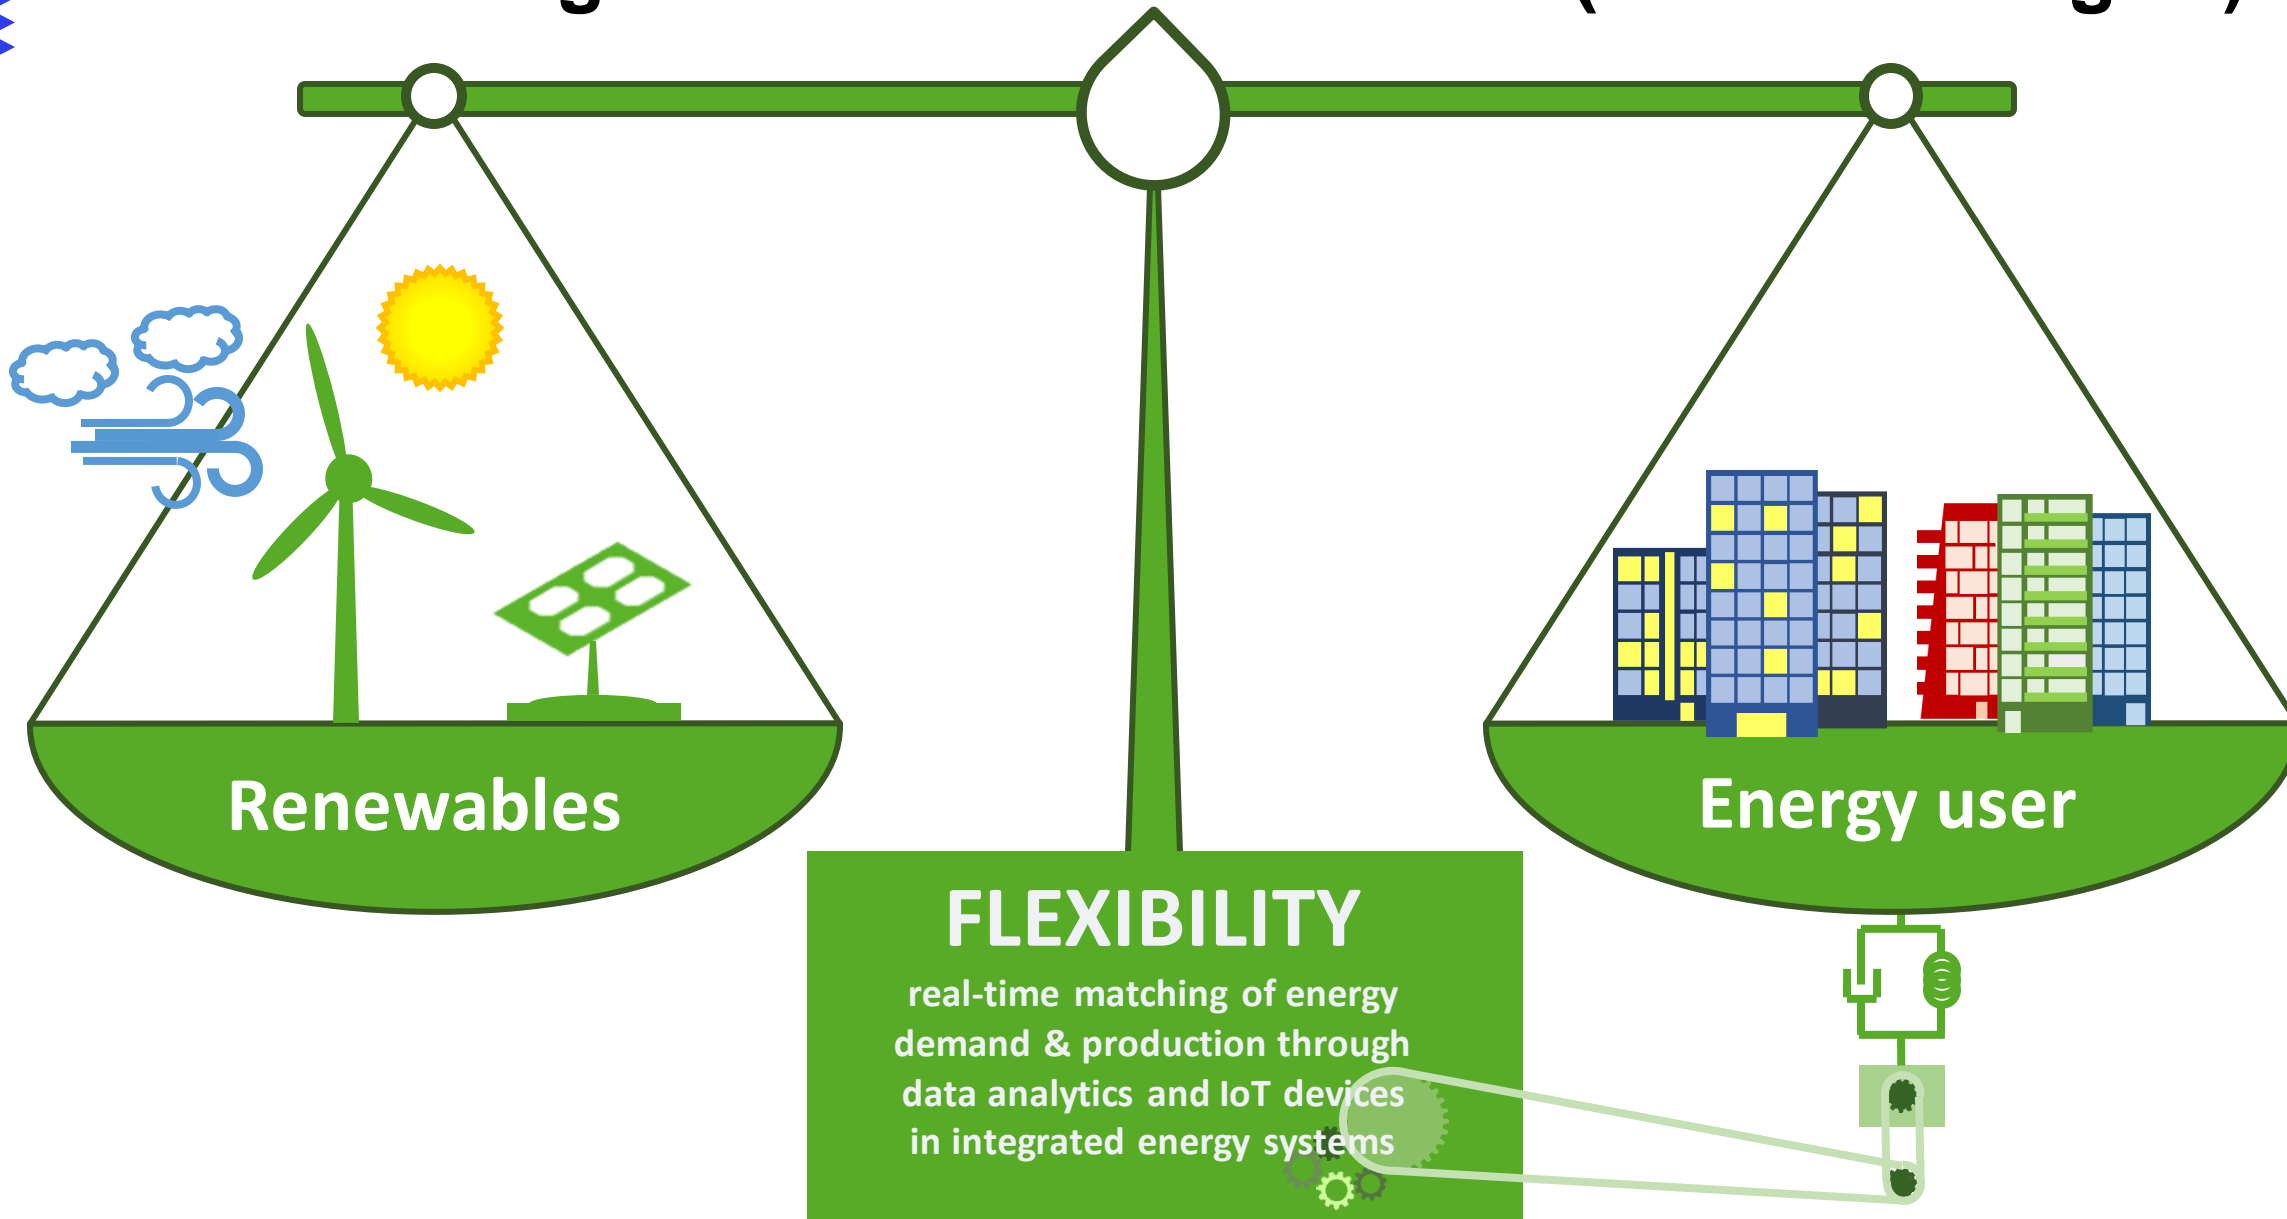 Renewables
Energy user
FLEXIBILITY
real-time matching of energy
demand & production through
data analytics and IoT devices
in integrated energy systems